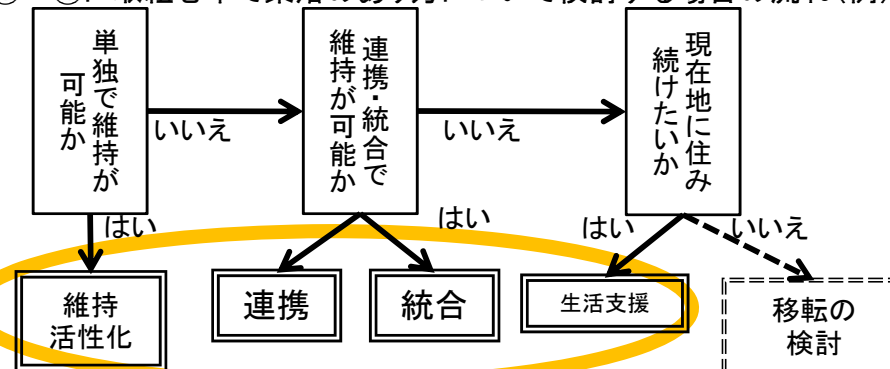 単独で維持が
可能か
いいえ
連携・統合で
維持が可能か
いいえ
現在地に住み
続けたいか
はい
はい
はい
いいえ
維持
活性化
連携
統合
生活支援
移転の
検討